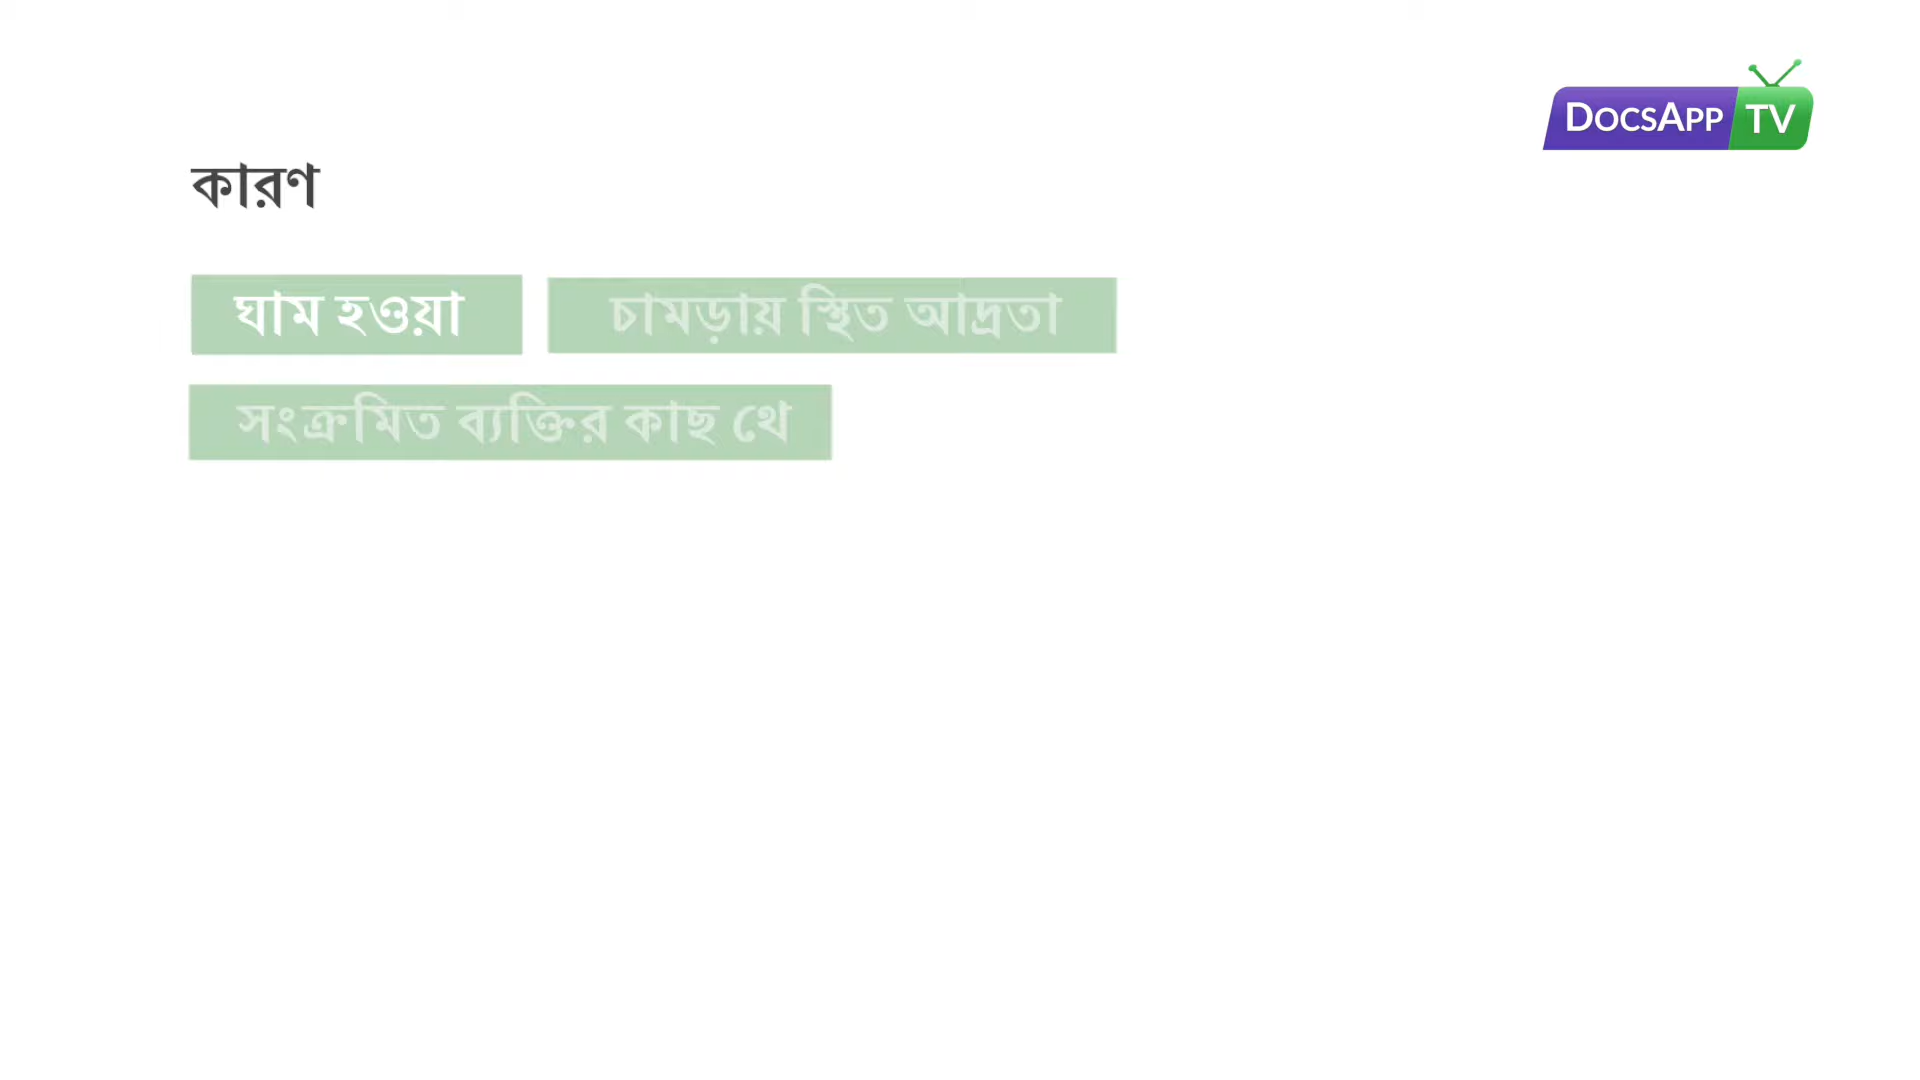 DOCSAPP TV
কারণ
ঘাম হওয়া চামড়ায় স্থিত আদ্রতা
সংক্রমিত ব্যক্তির কাছ থে